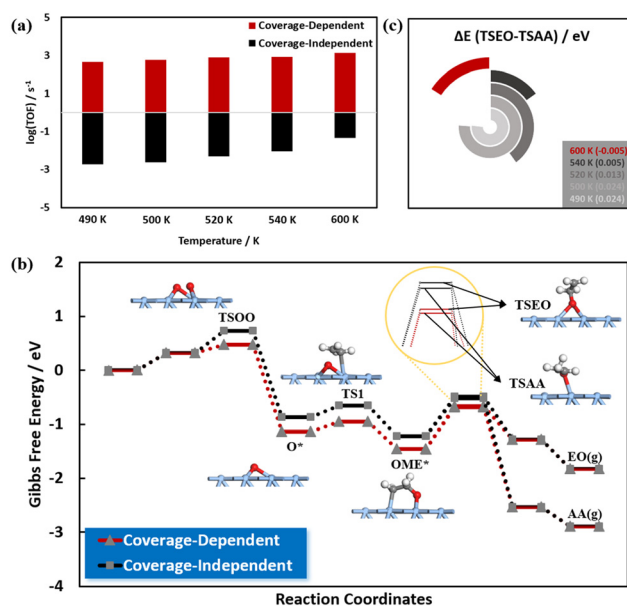 (a)
Coverage-Dependent
Coverage-Independent
5
3
1
-1
-3
-5
log(TOF) / s⁻¹
490 K
500 K
520 K
540 K
600 K
Temperature / K
(c)
ΔE (TSEO-TSAA) / eV
600 K (-0.005)
540 K (0.005)
520 K (0.013)
500 K (0.024)
490 K (0.024)
(b)
2
1
0
-1
-2
-3
-4
Gibbs Free Energy / eV
TSOO
TS1
O*
OME*
TSEO
TSAA
EO(g)
AA(g)
Coverage-Dependent
Coverage-Independent
Reaction Coordinates